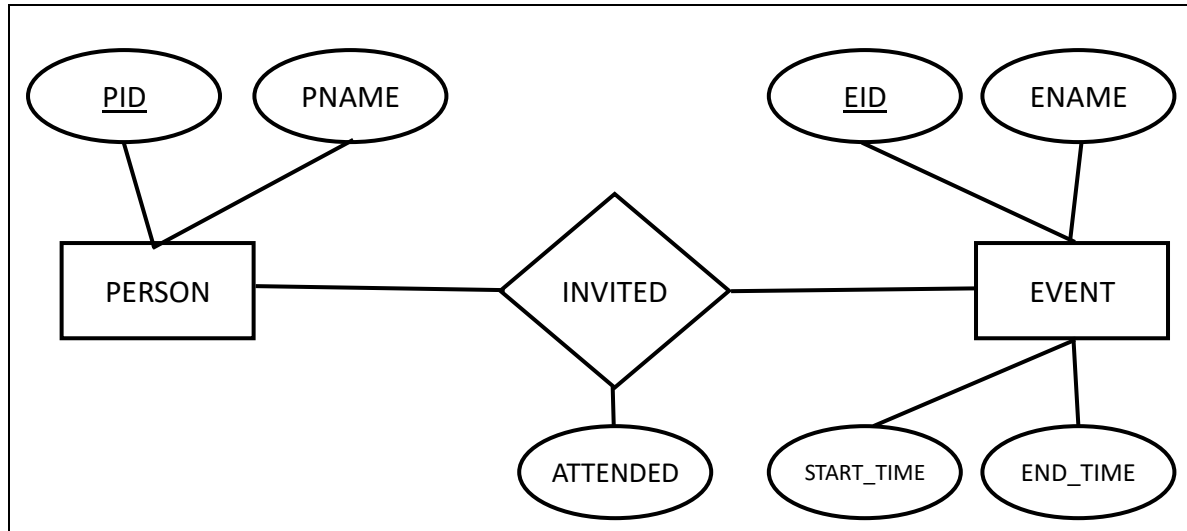 PID
PNAME
EID
ENAME
PERSON
INVITED
EVENT
ATTENDED
START_TIME
END_TIME